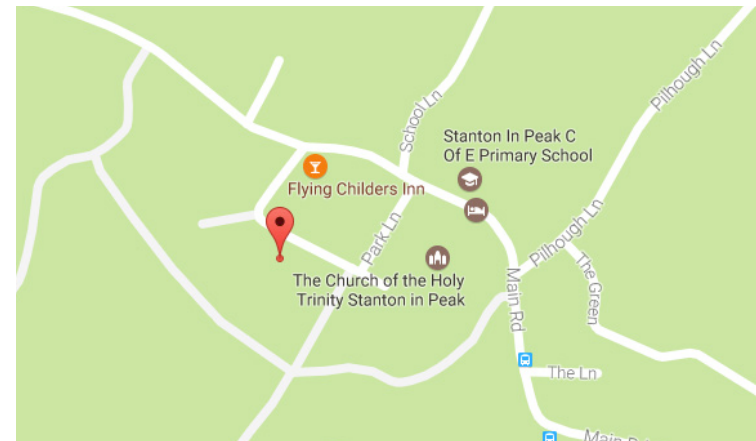 Pilhough Ln
School Ln
Stanton In Peak C
Of E Primary School
Flying Childers Inn
Park Ln
Pilhough Ln
The Church of the Holy
Trinity Stanton in Peak
Main Rd
The Green
The Ln
Main